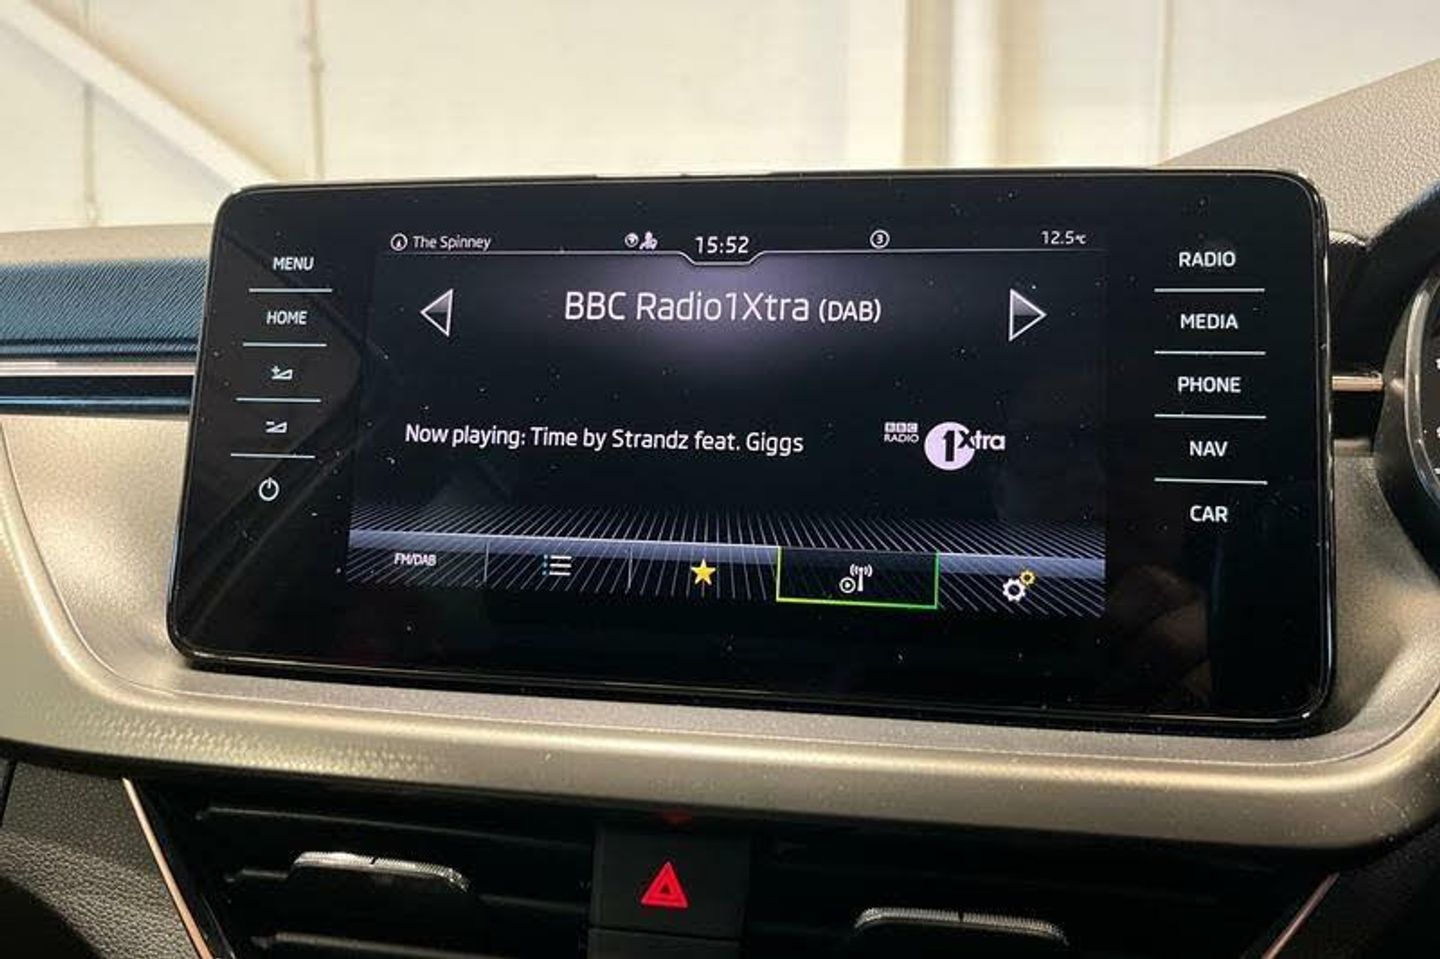 The Spinney 15:52 3 12.5°C
MENU
HOME
BBC Radio1Xtra (DAB)
Now playing: Time by Strandz feat. Giggs
BBC
RADIO
1Xtra
FM/DAB
RADIO
MEDIA
PHONE
NAV
CAR